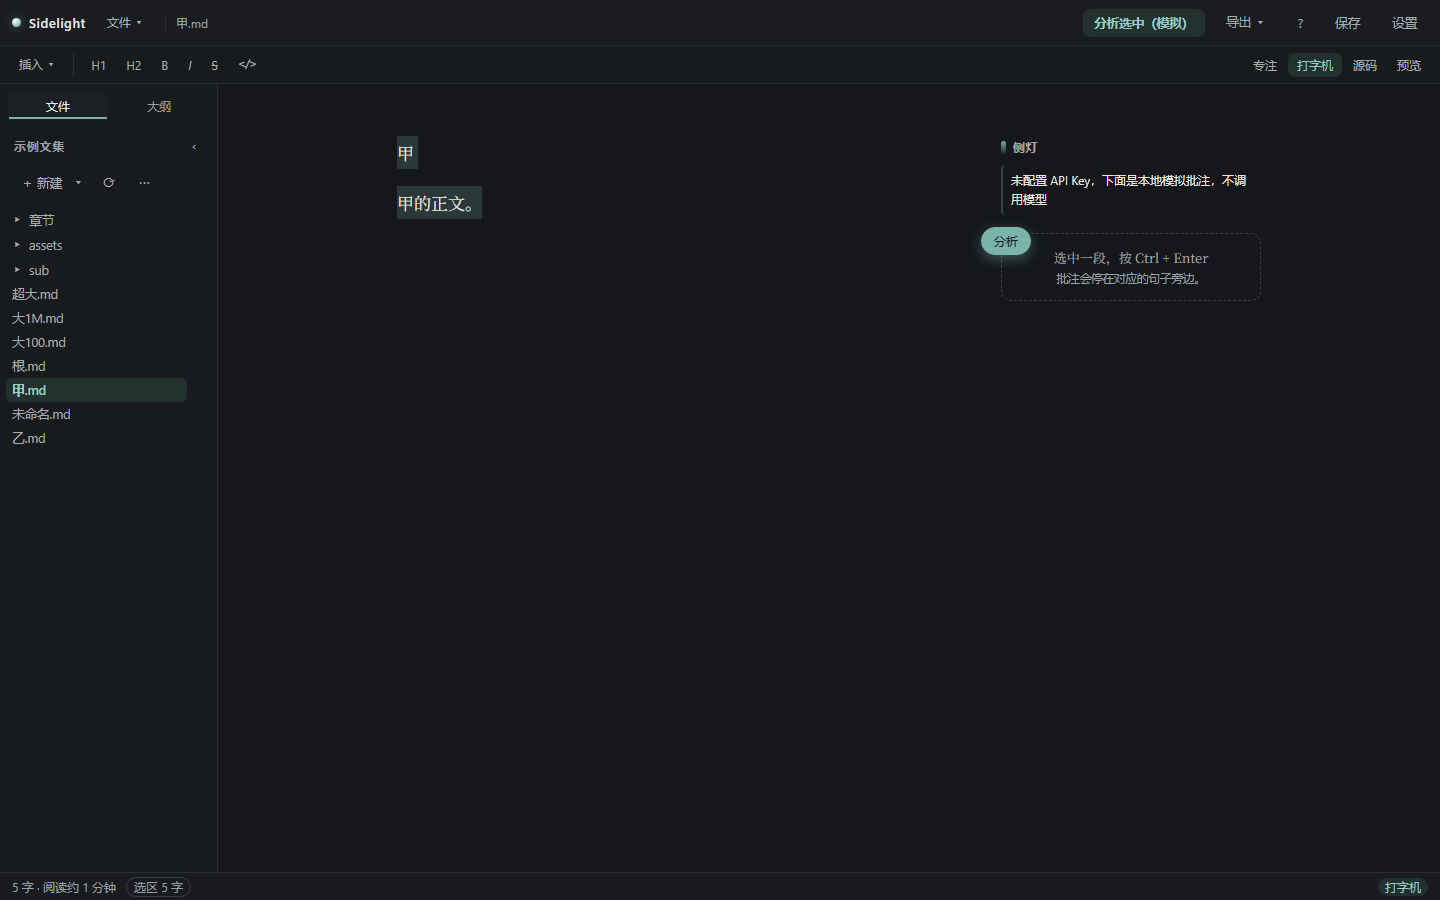 Sidelight 文件 甲.md 分析选中（模拟） 导出 ? 保存 设置
插入 H1 H2 B I S </> 专注 打字机 源码 预览
文件 大纲
示例文集
+ 新建 ...
章节
assets
sub
超大.md
大1M.md
大100.md
根.md
甲.md
未命名.md
乙.md
甲
甲的正文。
侧灯
未配置 API Key，下面是本地模拟批注，不调
用模型
分析
选中一段，按 Ctrl + Enter
批注会停在对应的句子旁边。
5 字 · 阅读约 1 分钟 选区 5 字 打字机